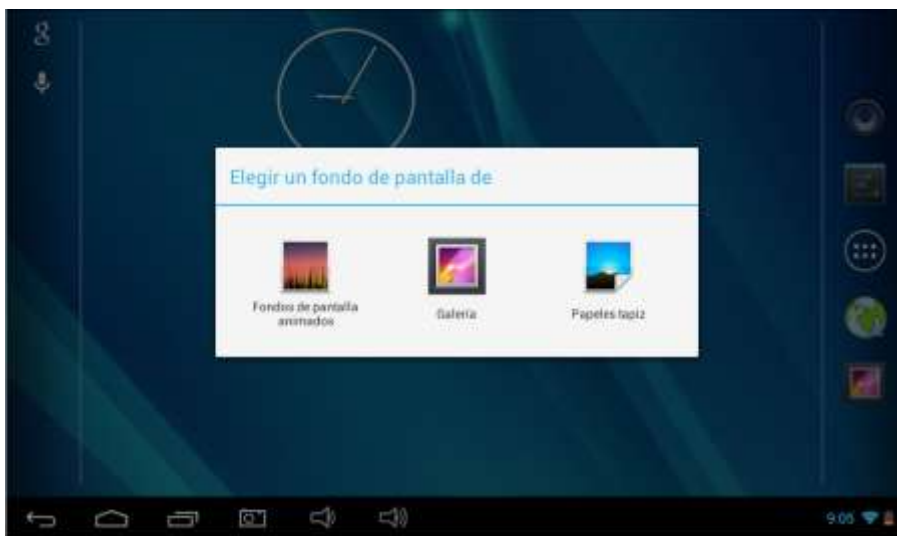 Elegir un fondo de pantalla de
Fondos de pantalla
animados
Galería
Papeles tapiz
9:05